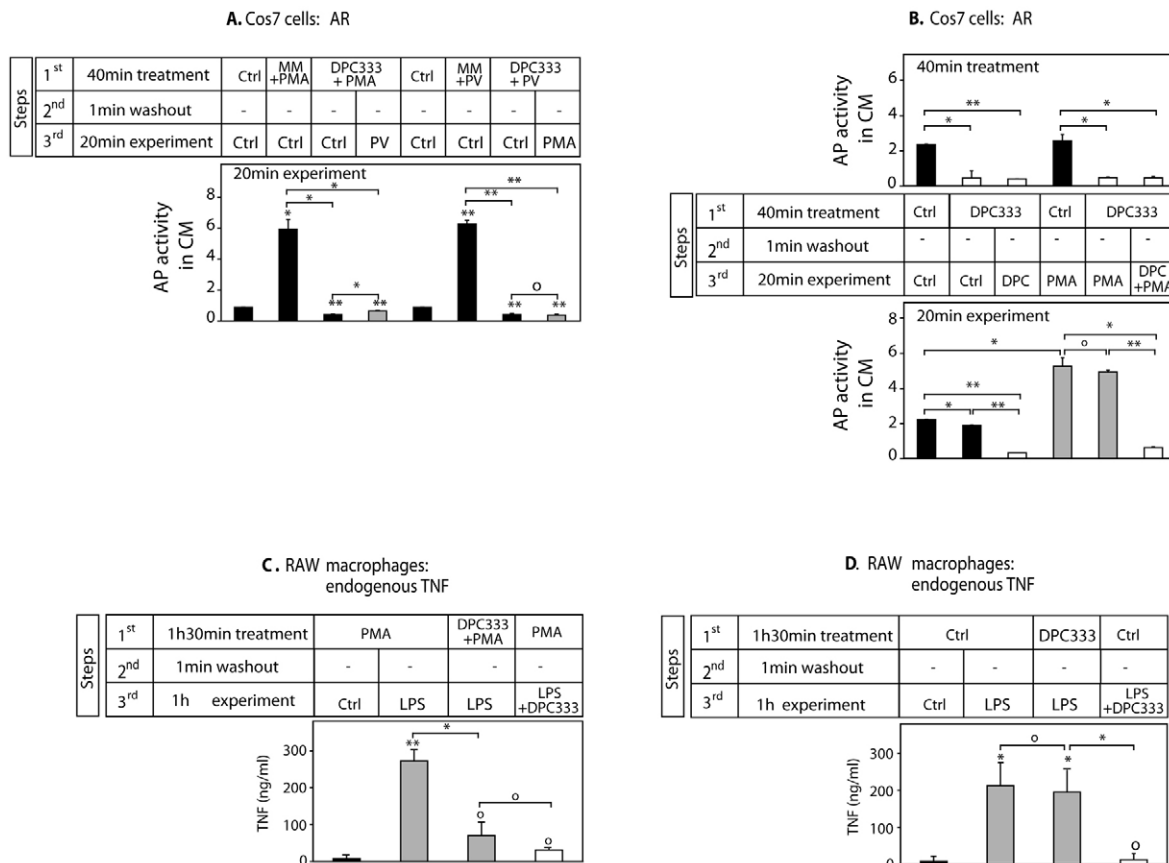 A. Cos7 cells: AR
Steps
1st 40min treatment Ctrl MM +PMA DPC333 + PMA Ctrl MM +PV DPC333 + PV
2nd 1min washout - - - - - - - -
3rd 20min experiment Ctrl Ctrl Ctrl PV Ctrl Ctrl Ctrl PMA
20min experiment
AP activity in CM
8
6
4
2
0
* * * ** ** * ** ** ** ** ** o
B. Cos7 cells: AR
40min treatment
AP activity in CM
6
4
2
0
** * * *
Steps
1st 40min treatment Ctrl DPC333 Ctrl DPC333
2nd 1min washout - - - - - -
3rd 20min experiment Ctrl Ctrl DPC PMA PMA DPC +PMA
20min experiment
AP activity in CM
8
6
4
2
0
* ** * ** * o **
C. RAW macrophages:
endogenous TNF
Steps
1st 1h30min treatment PMA DPC333 +PMA PMA
2nd 1min washout - - - -
3rd 1h experiment Ctrl LPS LPS LPS +DPC333
TNF (ng/ml)
300
200
100
0
** * o o o
D. RAW macrophages:
endogenous TNF
Steps
1st 1h30min treatment Ctrl DPC333 Ctrl
2nd 1min washout - - - -
3rd 1h experiment Ctrl LPS LPS LPS +DPC333
TNF (ng/ml)
300
200
100
0
* o * * o